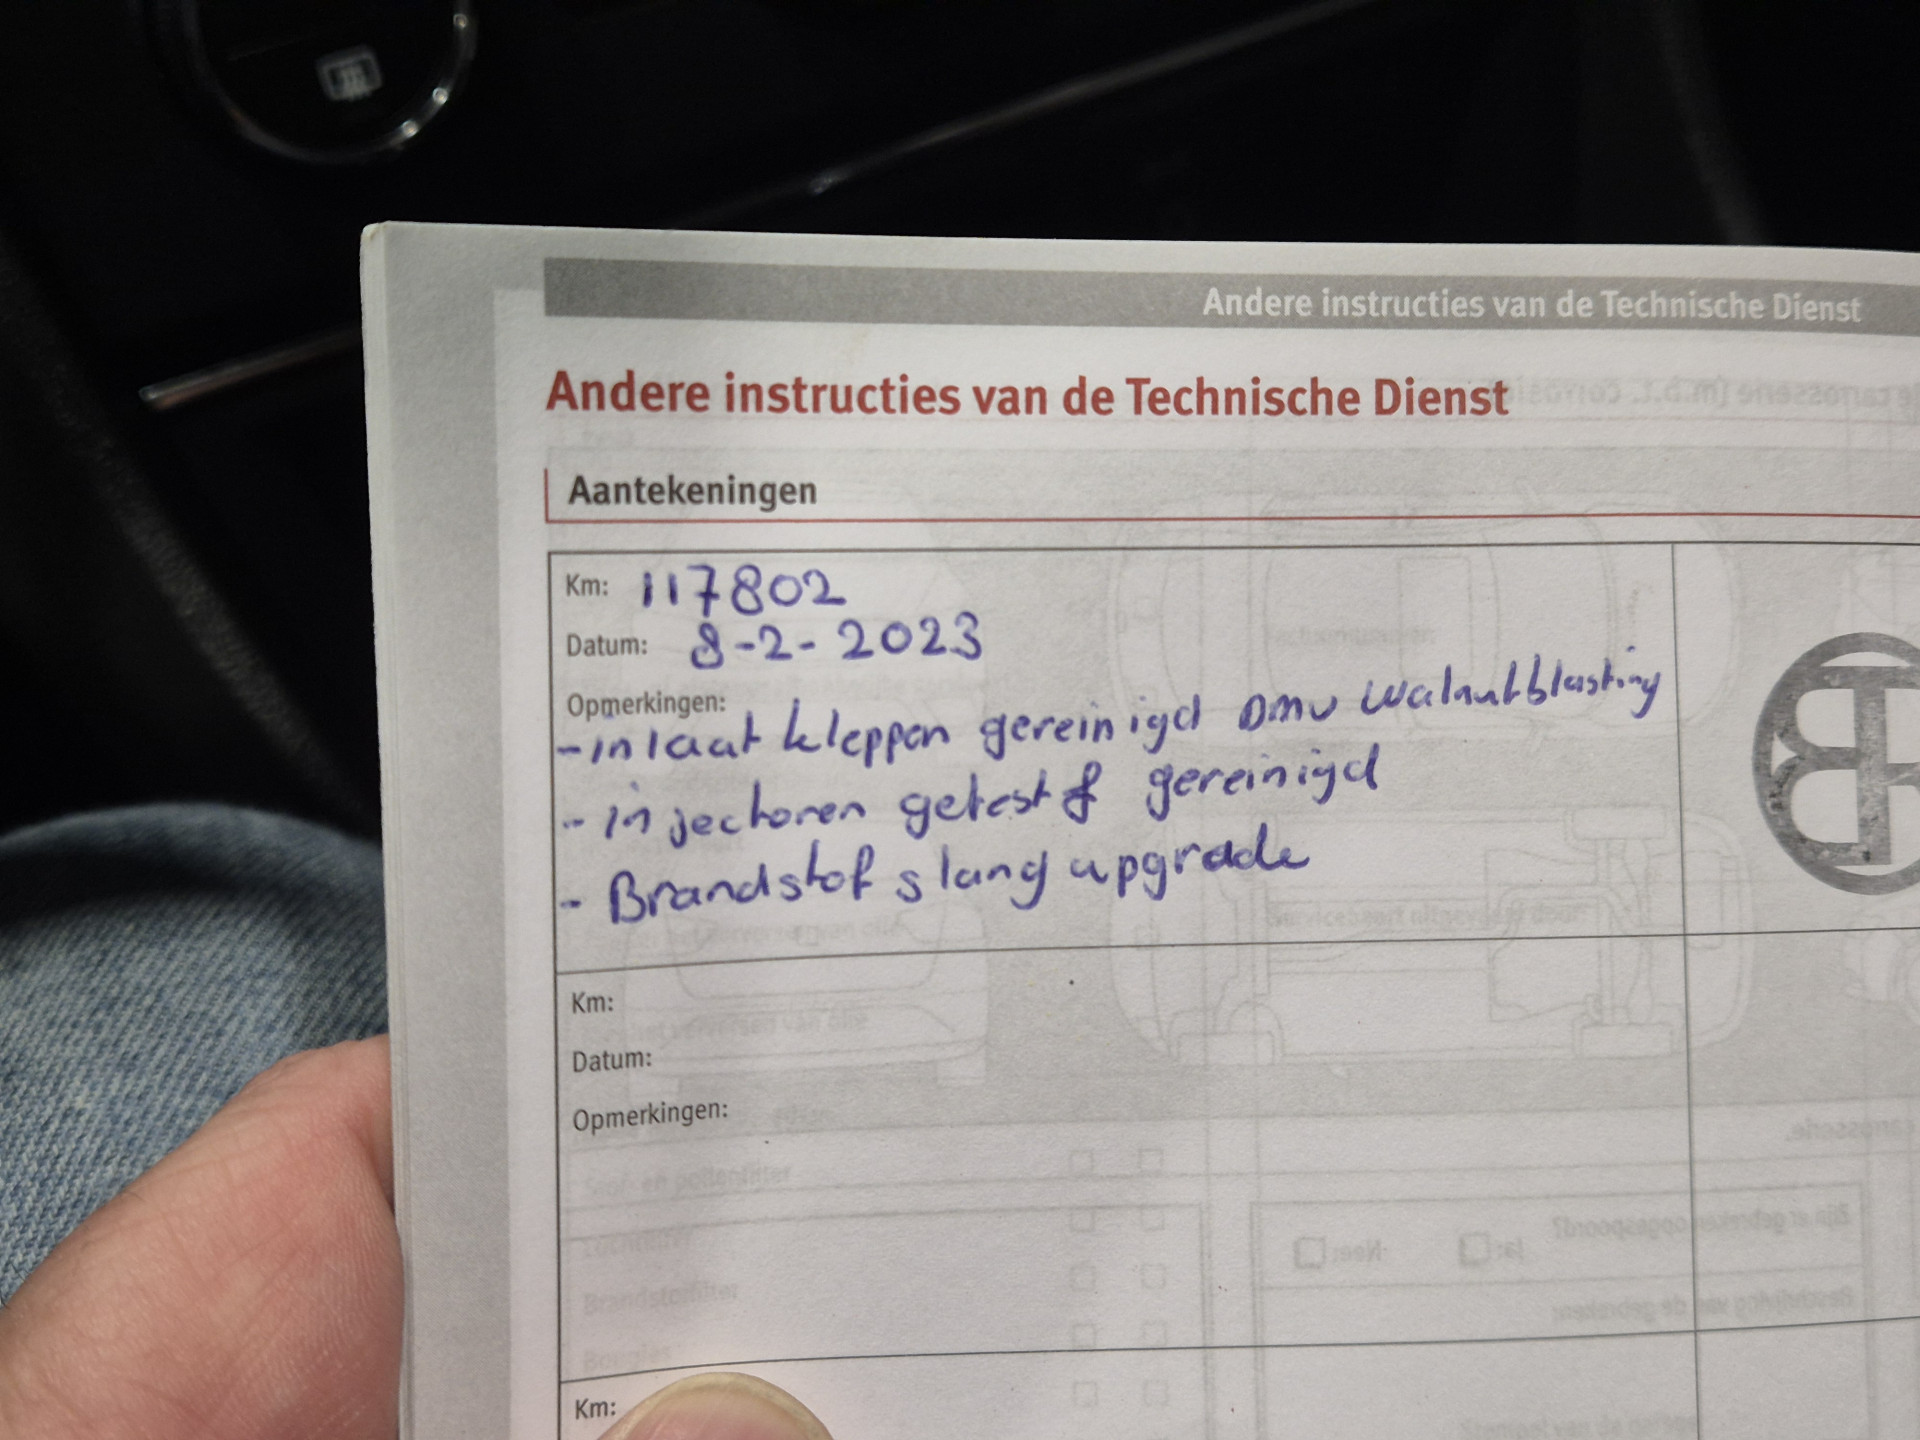 Andere instructies van de Technische Dienst
Andere instructies van de Technische Dienst
Aantekeningen
Km: 117802
Datum: 8-2-2023
Opmerkingen:
- inlaat kleppen gereinigd DMV Walnutblasting
- injectoren getest & gereinigd
- Brandstof slang upgrade
Km:
Datum:
Opmerkingen:
Km: